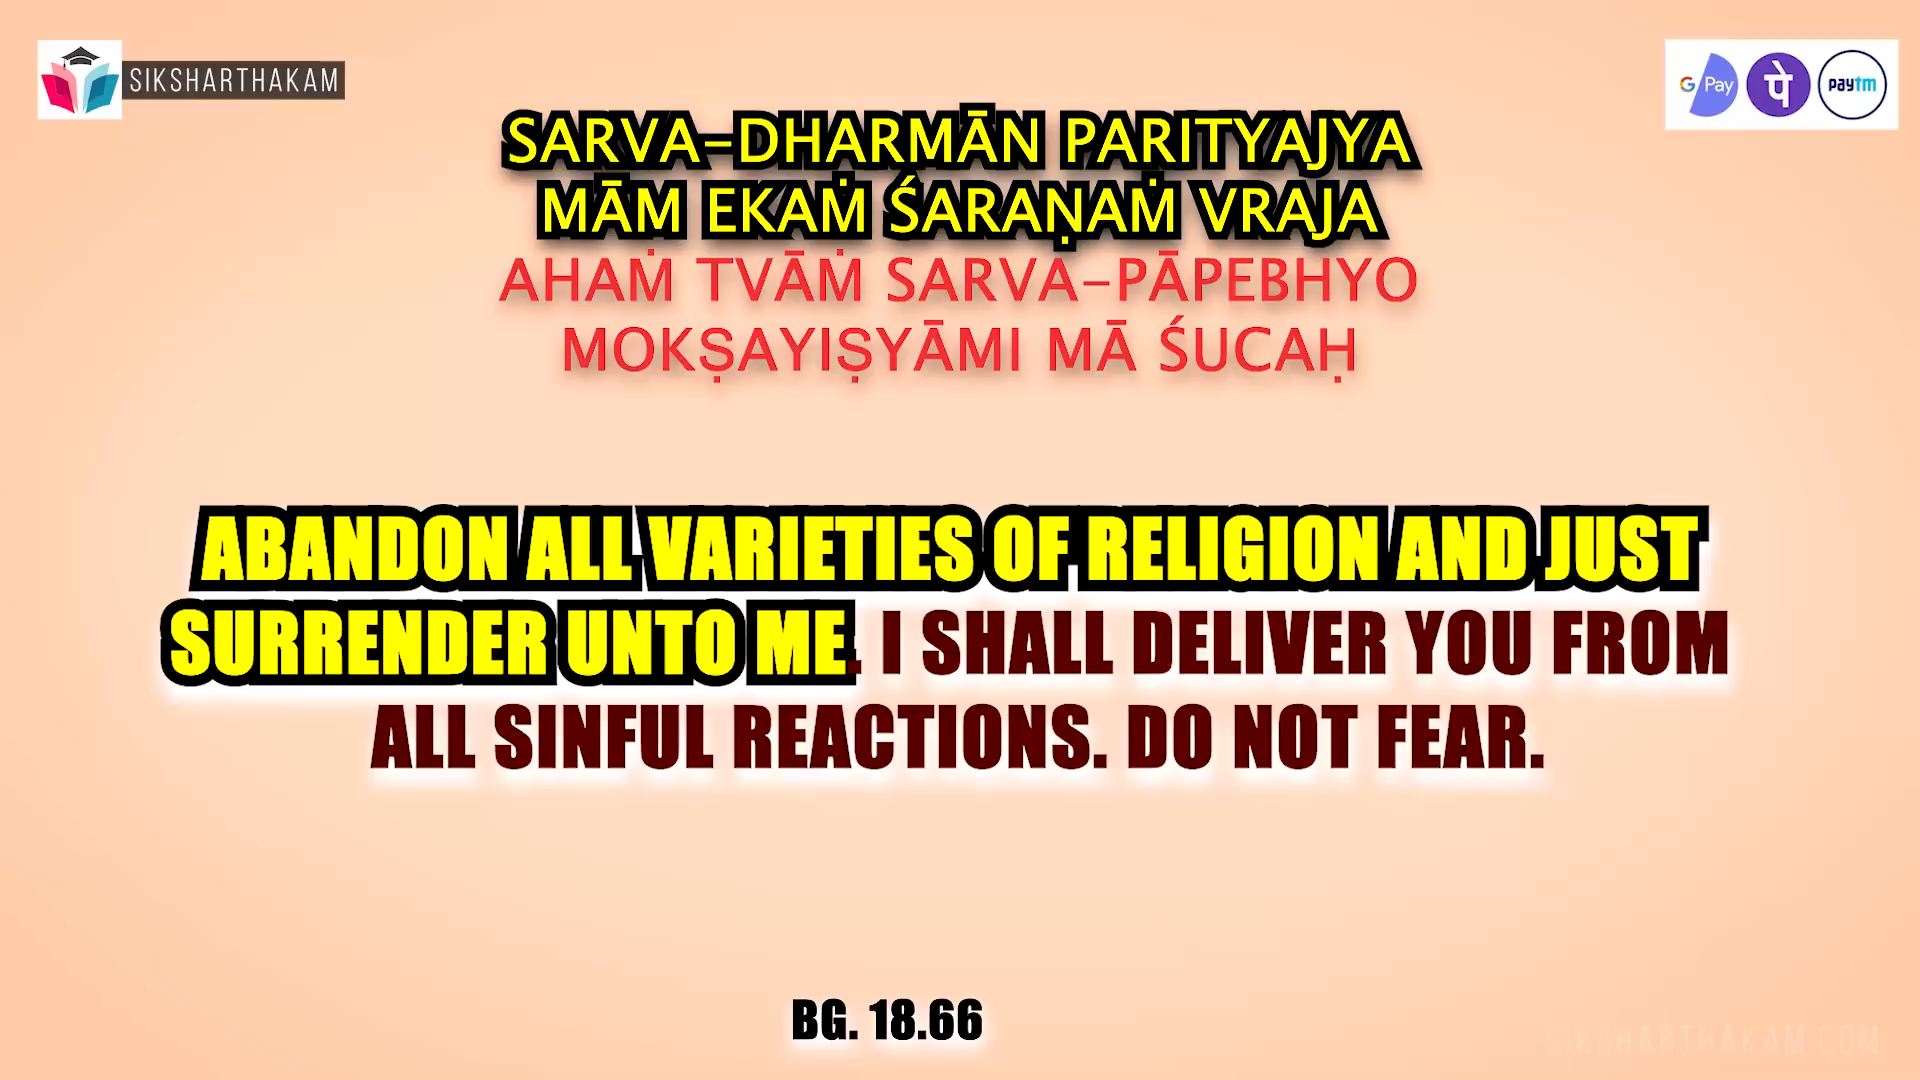 SIKSHARTHAKAM
G Pay पे paytm
SARVA-DHARMĀN PARITYAJYA
MĀM EKAṀ ŚARAṆAṀ VRAJA
AHAṀ TVĀṀ SARVA-PĀPEBHYO
MOKṢAYIṢYĀMI MĀ ŚUCAḤ
ABANDON ALL VARIETIES OF RELIGION AND JUST
SURRENDER UNTO ME. I SHALL DELIVER YOU FROM
ALL SINFUL REACTIONS. DO NOT FEAR.
BG. 18.66
SIKSHARTHAKAM.COM